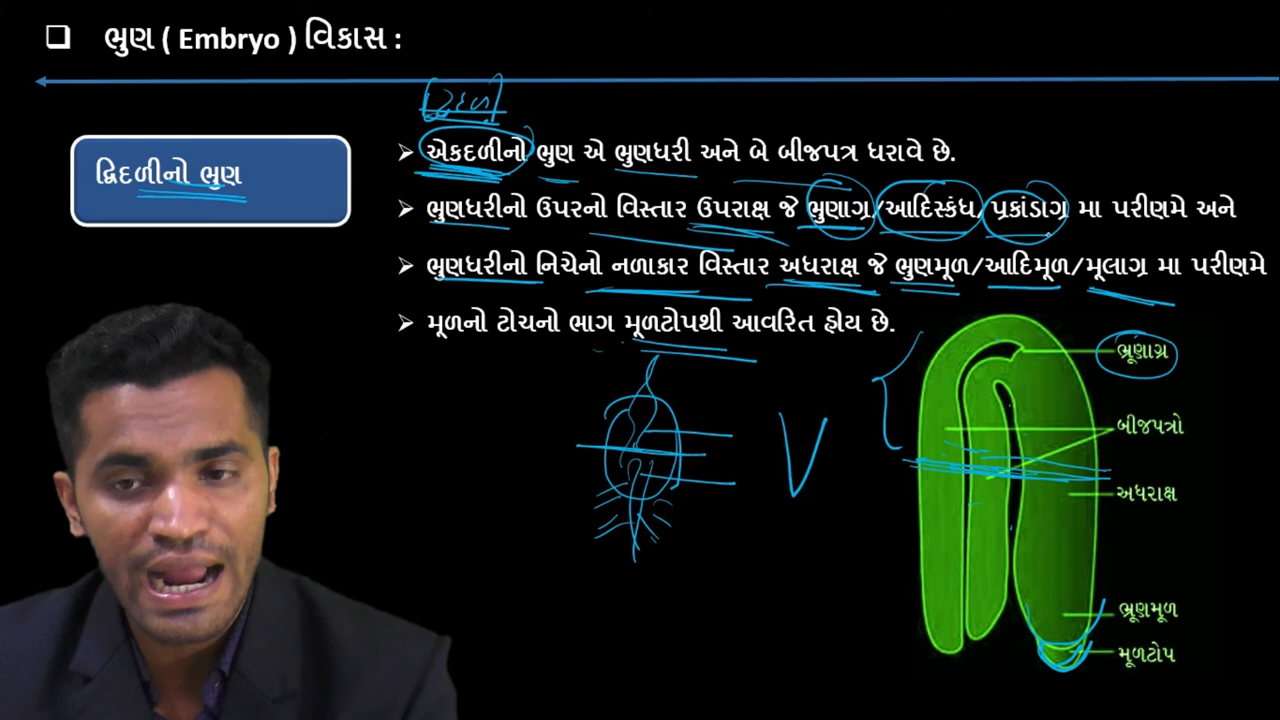 ભ્રુણ ( Embryo ) વિકાસ :
દ્વિદળીનો ભ્રુણ
એકદળીનો ભ્રુણ એ ભ્રુણધરી અને બે બીજપત્ર ધરાવે છે.
ભ્રુણધરીનો ઉપરનો વિસ્તાર ઉપરાક્ષ જે ભ્રુણાગ્ર/આદિસ્કંધ/ પ્રકાંડાગ્ર મા પરીણમે અને
ભ્રુણધરીનો નિચેનો નળાકાર વિસ્તાર અધરાક્ષ જે ભ્રુણમૂળ/આદિમૂળ/મૂલાગ્ર મા પરીણમે
મૂળનો ટોચનો ભાગ મૂળટોપથી આવરિત હોય છે.
ભ્રૂણાગ્ર
બીજપત્રો
અધરાક્ષ
ભ્રૂણમૂળ
મૂળટોપ